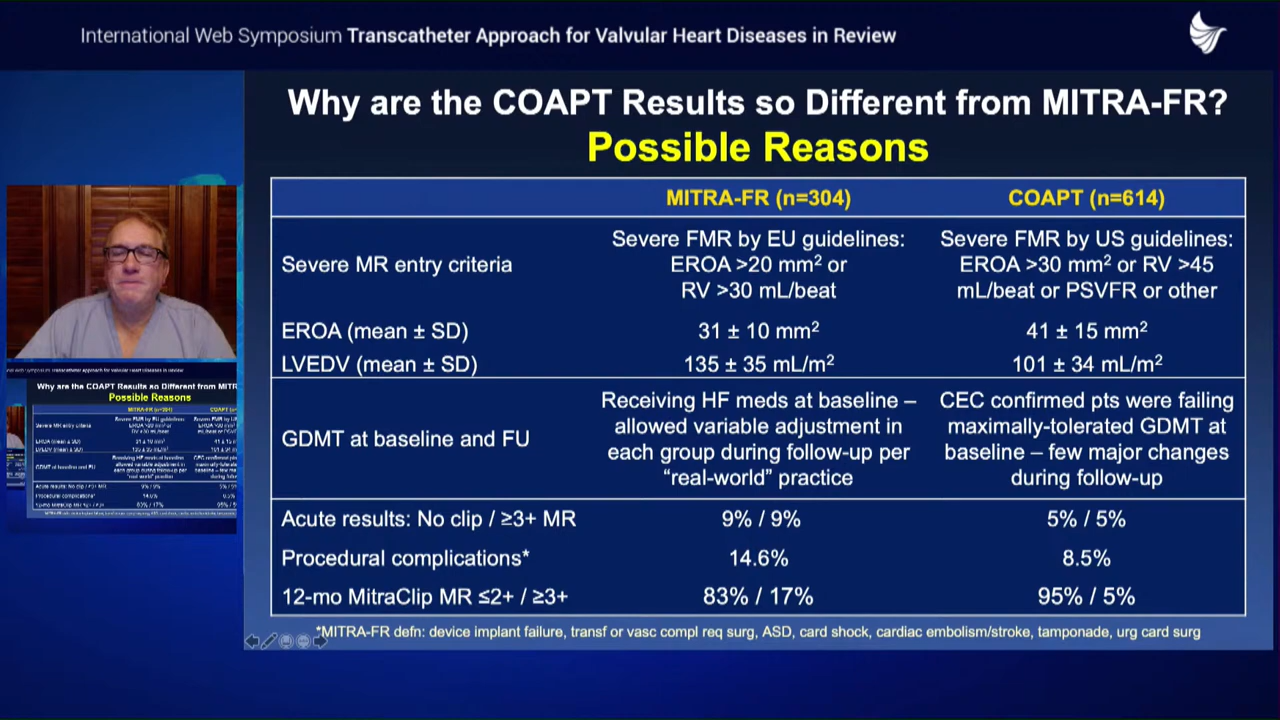 International Web Symposium Transcatheter Approach for Valvular Heart Diseases in Review
Why are the COAPT Results so Different from MITRA-FR?
Possible Reasons
MITRA-FR (n=304) COAPT (n=614)
Severe MR entry criteria
Severe FMR by EU guidelines:
EROA >20 mm² or
RV >30 mL/beat
Severe FMR by US guidelines:
EROA >30 mm² or RV >45
mL/beat or PSVFR or other
EROA (mean ± SD) 31 ± 10 mm² 41 ± 15 mm²
LVEDV (mean ± SD) 135 ± 35 mL/m² 101 ± 34 mL/m²
GDMT at baseline and FU
Receiving HF meds at baseline –
allowed variable adjustment in
each group during follow-up per
“real-world” practice
CEC confirmed pts were failing
maximally-tolerated GDMT at
baseline – few major changes
during follow-up
Acute results: No clip / ≥3+ MR 9% / 9% 5% / 5%
Procedural complications* 14.6% 8.5%
12-mo MitraClip MR ≤2+ / ≥3+ 83% / 17% 95% / 5%
*MITRA-FR defn: device implant failure, transf or vasc compl req surg, ASD, card shock, cardiac embolism/stroke, tamponade, urg card surg